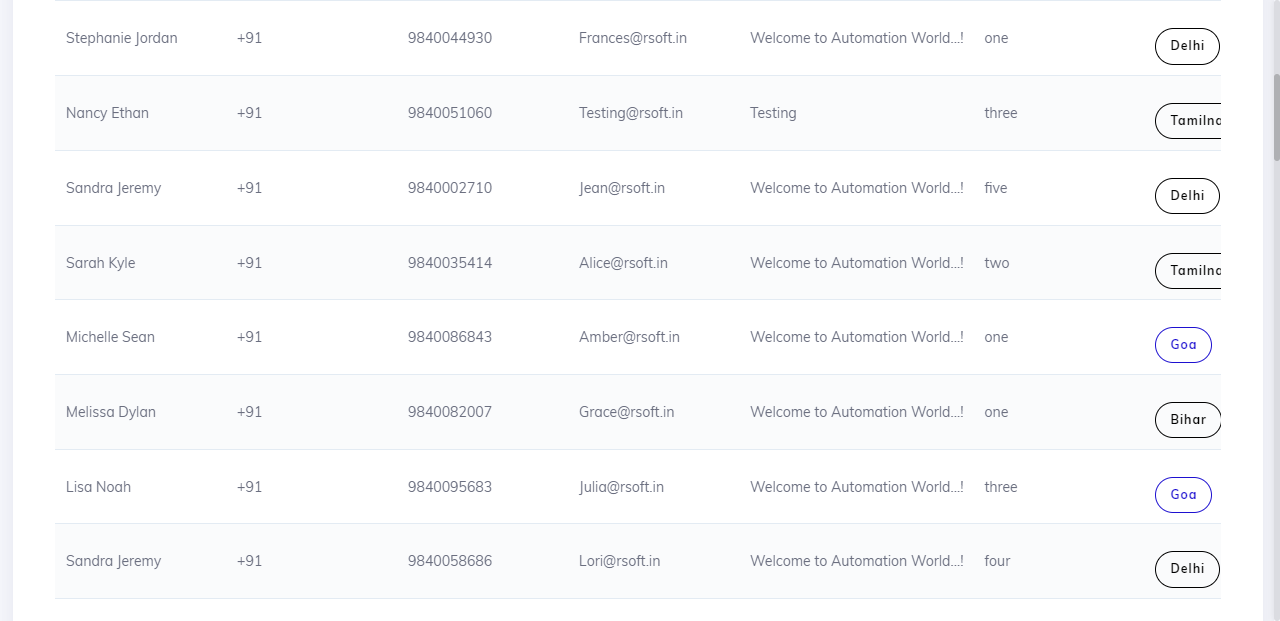 Stephanie Jordan +91 9840044930 Frances@rsoft.in Welcome to Automation World...! one Delhi
Nancy Ethan +91 9840051060 Testing@rsoft.in Testing three
Sandra Jeremy +91 9840002710 Jean@rsoft.in Welcome to Automation World...! five Delhi
Sarah Kyle +91 9840035414 Alice@rsoft.in Welcome to Automation World...! two
Michelle Sean +91 9840086843 Amber@rsoft.in Welcome to Automation World...! one Goa
Melissa Dylan +91 9840082007 Grace@rsoft.in Welcome to Automation World...! one Bihar
Lisa Noah +91 9840095683 Julia@rsoft.in Welcome to Automation World...! three Goa
Sandra Jeremy +91 9840058686 Lori@rsoft.in Welcome to Automation World...! four Delhi